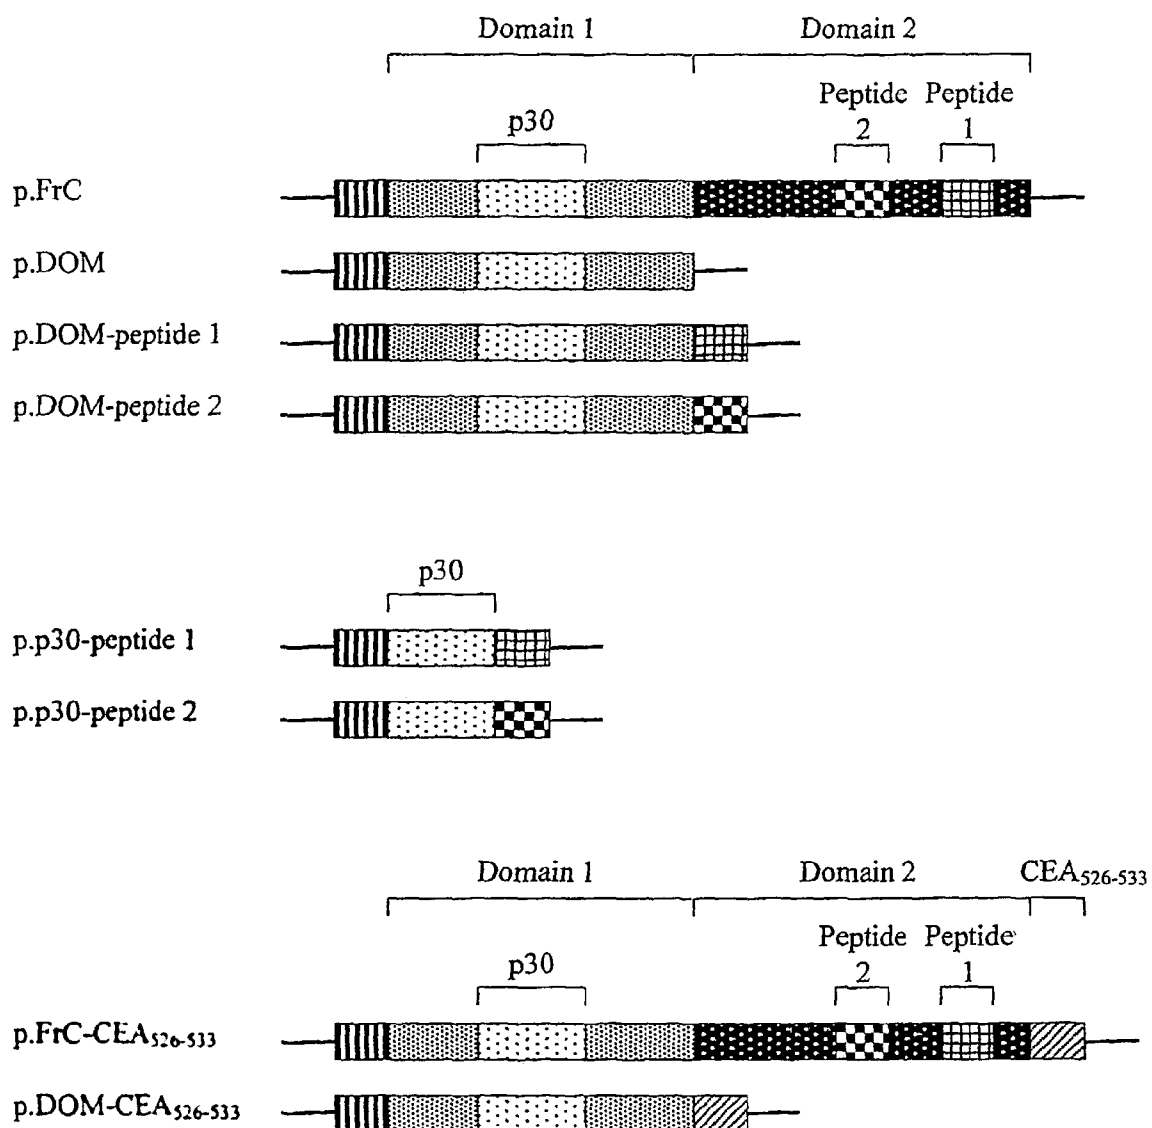 Domain 1 Domain 2
Peptide Peptide
p30 2 1
p.FrC
p.DOM
p.DOM-peptide 1
p.DOM-peptide 2
p30
p.p30-peptide 1
p.p30-peptide 2
Domain 1 Domain 2 CEA526-533
Peptide Peptide
p30 2 1
p.FrC-CEA526-533
p.DOM-CEA526-533